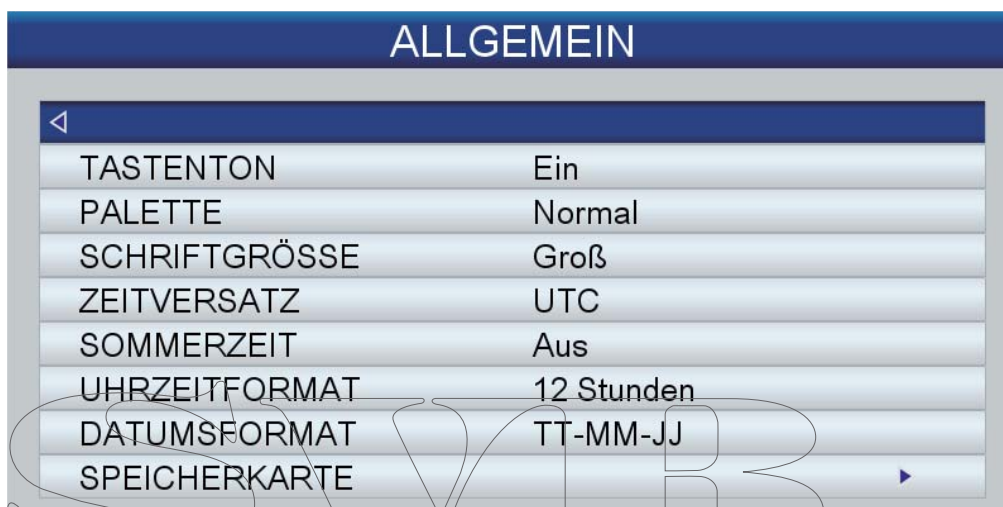 ALLGEMEIN
TASTENTON Ein
PALETTE Normal
SCHRIFTGRÖSSE Groß
ZEITVERSATZ UTC
SOMMERZEIT Aus
UHRZEITFORMAT 12 Stunden
DATUMSFORMAT TT-MM-JJ
SPEICHERKARTE
SVB